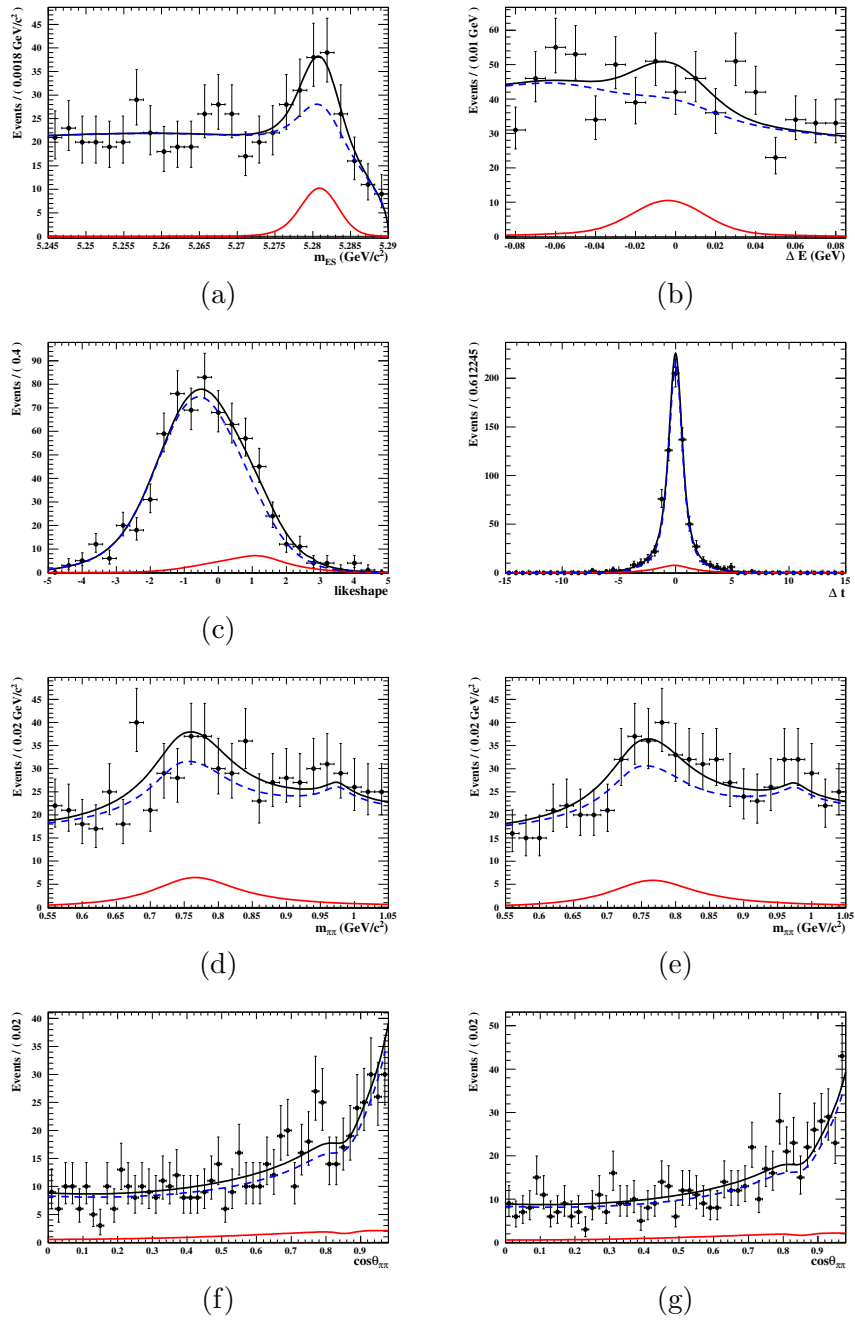 Events / ( 0.0018 GeV/c² )
45
40
35
30
25
20
15
10
5
0
5.245 5.25 5.255 5.26 5.265 5.27 5.275 5.28 5.285 5.29
m_ES (GeV/c²)
(a)
Events / ( 0.01 GeV )
60
50
40
30
20
10
0
-0.08 -0.06 -0.04 -0.02 0 0.02 0.04 0.06 0.08
Δ E (GeV)
(b)
Events / ( 0.4 )
90
80
70
60
50
40
30
20
10
0
-5 -4 -3 -2 -1 0 1 2 3 4 5
likeshape
(c)
Events / ( 0.612245 )
200
150
100
50
0
-15 -10 -5 0 5 10 15
Δ t
Events / ( 0.02 GeV/c² )
45
40
35
30
25
20
15
10
5
0
0.55 0.6 0.65 0.7 0.75 0.8 0.85 0.9 0.95 1 1.05
m_ππ (GeV/c²)
(d)
Events / ( 0.02 GeV/c² )
45
40
35
30
25
20
15
10
5
0
0.55 0.6 0.65 0.7 0.75 0.8 0.85 0.9 0.95 1 1.05
m_ππ (GeV/c²)
(e)
Events / ( 0.02 )
40
35
30
25
20
15
10
5
0
0 0.1 0.2 0.3 0.4 0.5 0.6 0.7 0.8 0.9
cosθ_ππ
(f)
Events / ( 0.02 )
50
40
30
20
10
0
0 0.1 0.2 0.3 0.4 0.5 0.6 0.7 0.8 0.9
cosθ_ππ
(g)